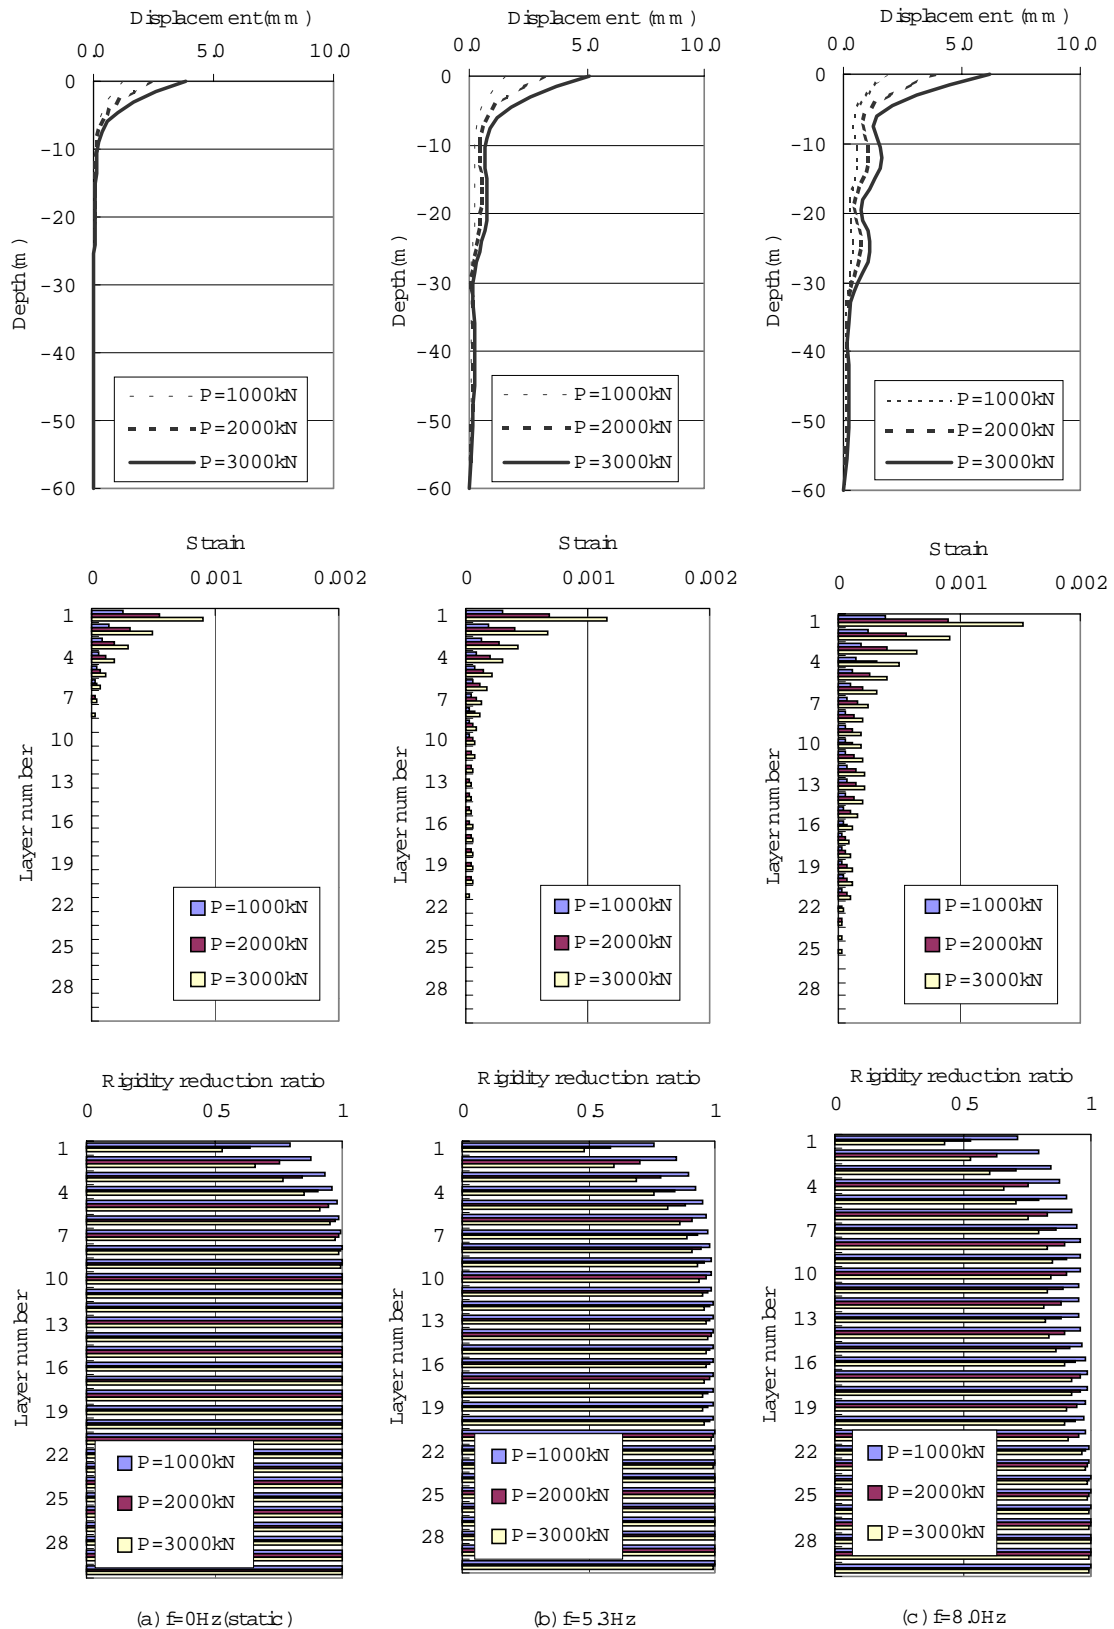 Displacement(mm)
0.0 5.0 10.0
0
-10
-20
-30
-40
-50
-60
Depth(m)
P=1000kN
P=2000kN
P=3000kN
Displacement (mm)
0.0 5.0 10.0
0
-10
-20
-30
-40
-50
-60
Depth(m)
P=1000kN
P=2000kN
P=3000kN
Displacement (mm)
0.0 5.0 10.0
0
-10
-20
-30
-40
-50
-60
Depth(m)
P=1000kN
P=2000kN
P=3000kN
Strain
0 0.001 0.002
1
4
7
10
13
16
19
22
25
28
Layer number
P=1000kN
P=2000kN
P=3000kN
Strain
0 0.001 0.002
1
4
7
10
13
16
19
22
25
28
Layer number
P=1000kN
P=2000kN
P=3000kN
Strain
0 0.001 0.002
1
4
7
10
13
16
19
22
25
28
Layer number
P=1000kN
P=2000kN
P=3000kN
Rigidity reduction ratio
0 0.5 1
1
4
7
10
13
16
19
22
25
28
Layer number
P=1000kN
P=2000kN
P=3000kN
Rigidity reduction ratio
0 0.5 1
1
4
7
10
13
16
19
22
25
28
Layer number
P=1000kN
P=2000kN
P=3000kN
Rigidity reduction ratio
0 0.5 1
1
4
7
10
13
16
19
22
25
28
Layer number
P=1000kN
P=2000kN
P=3000kN
(a) f=0Hz(static)
(b) f=5.3Hz
(c) f=8.0Hz